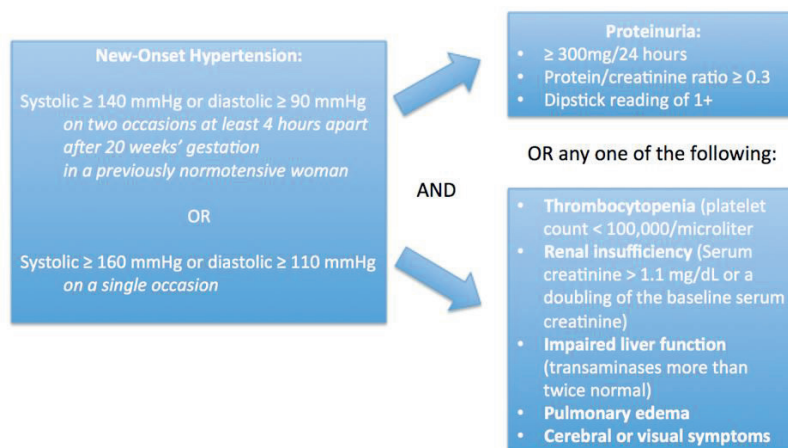 New-Onset Hypertension:
Systolic ≥ 140 mmHg or diastolic ≥ 90 mmHg
on two occasions at least 4 hours apart
after 20 weeks' gestation
in a previously normotensive woman
OR
Systolic ≥ 160 mmHg or diastolic ≥ 110 mmHg
on a single occasion
AND
Proteinuria:
• ≥ 300mg/24 hours
• Protein/creatinine ratio ≥ 0.3
• Dipstick reading of 1+
OR any one of the following:
• Thrombocytopenia (platelet
count < 100,000/microliter
• Renal insufficiency (Serum
creatinine > 1.1 mg/dL or a
doubling of the baseline serum
creatinine)
• Impaired liver function
(transaminases more than
twice normal)
• Pulmonary edema
• Cerebral or visual symptoms